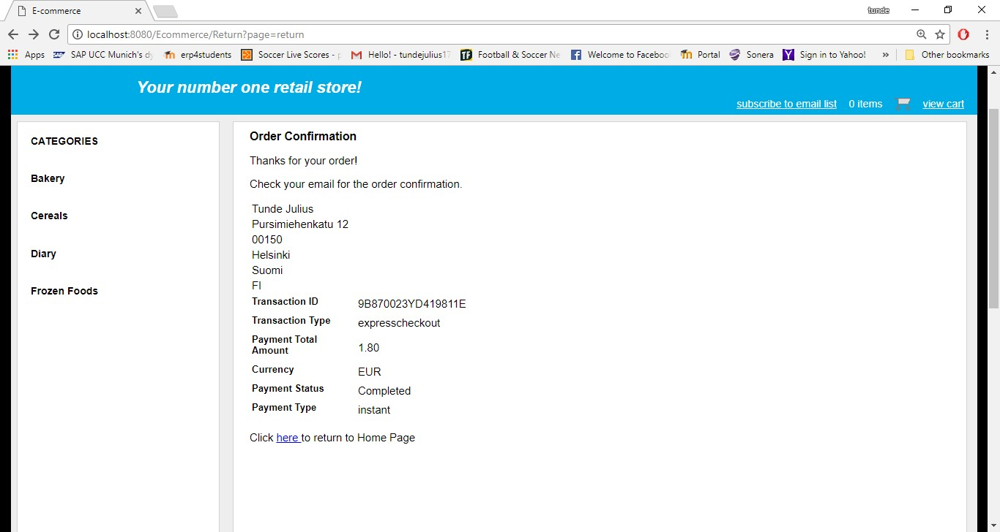 E-commerce
tunde
localhost:8080/Ecommerce/Return?page=return
Apps SAP UCC Munich's dy erp4students Soccer Live Scores - Hello! - tundejulius17 Football & Soccer Ne Welcome to Faceboo Portal Sonera Sign in to Yahoo! » Other bookmarks
Your number one retail store!
subscribe to email list 0 items view cart
CATEGORIES
Bakery
Cereals
Diary
Frozen Foods
Order Confirmation
Thanks for your order!
Check your email for the order confirmation.
Tunde Julius
Pursimiehenkatu 12
00150
Helsinki
Suomi
FI
Transaction ID 9B870023YD419811E
Transaction Type expresscheckout
Payment Total
Amount 1.80
Currency EUR
Payment Status Completed
Payment Type instant
Click here to return to Home Page